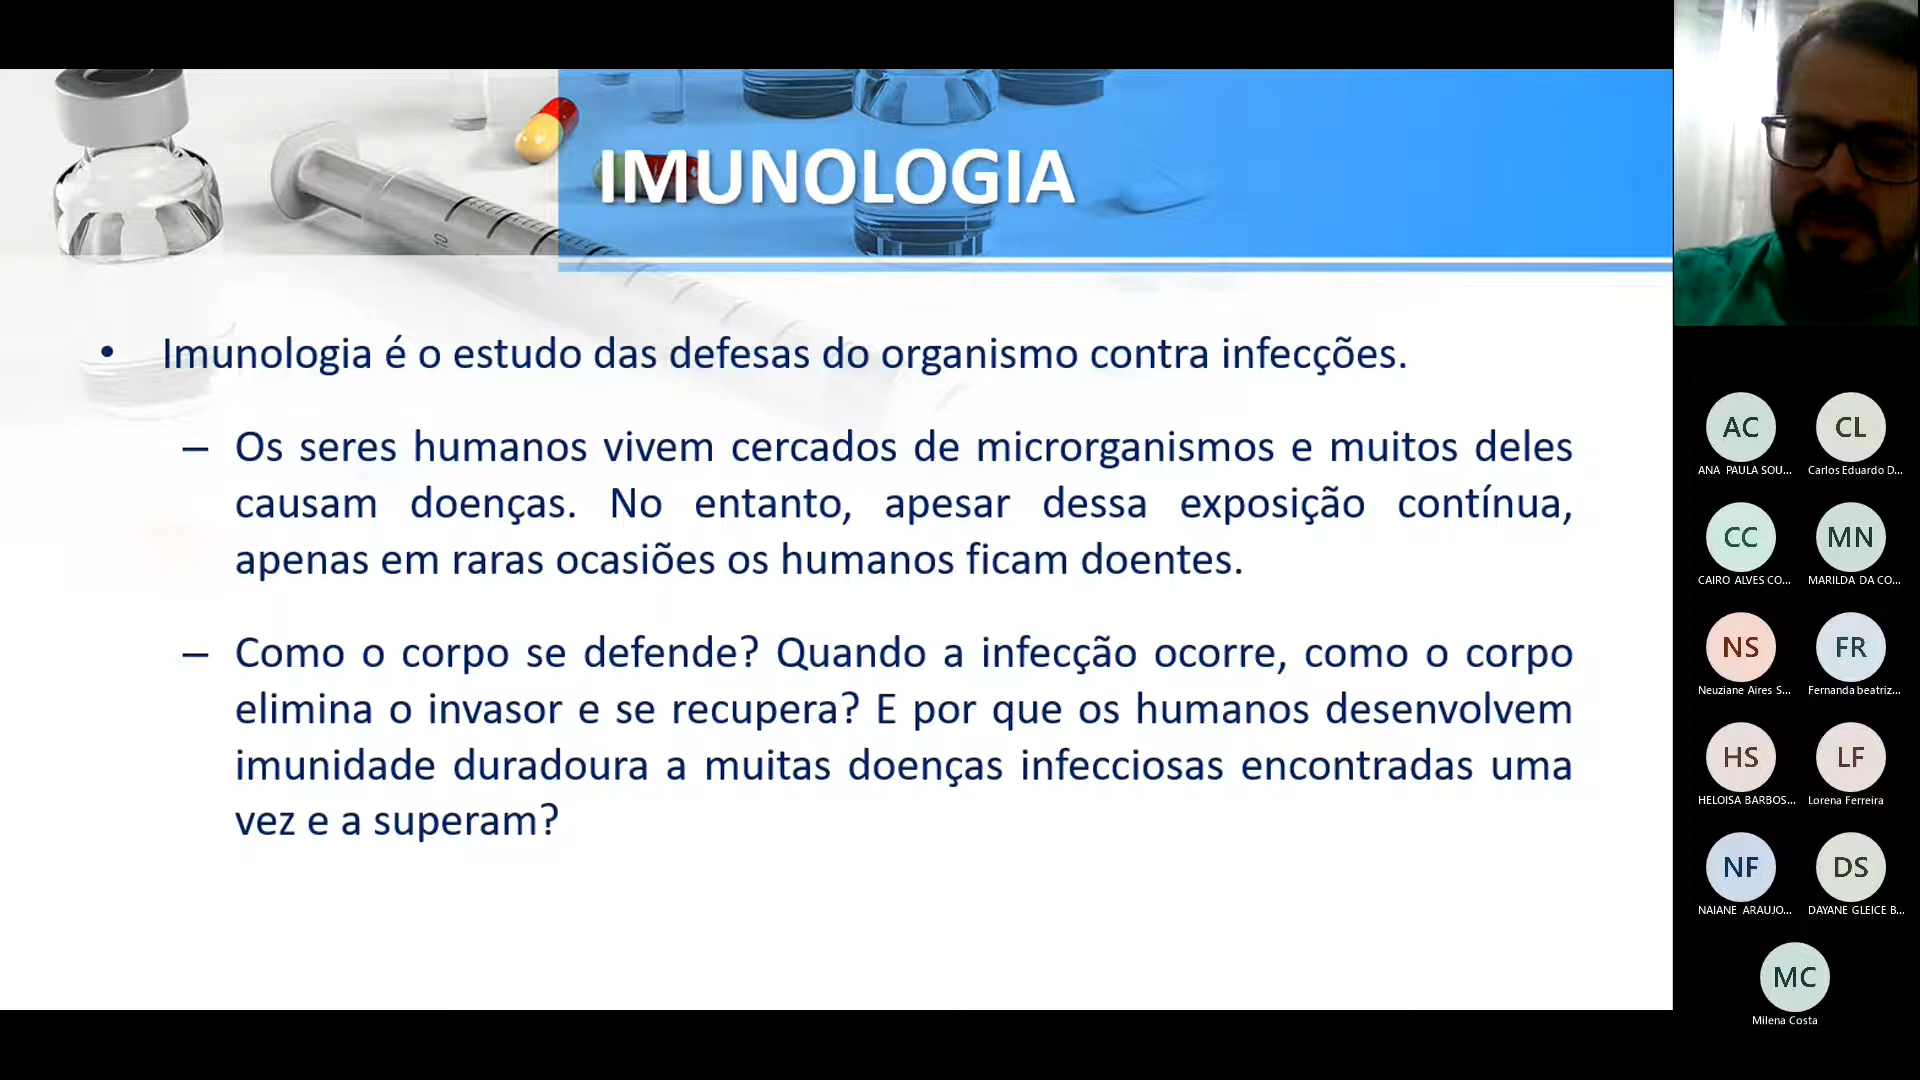 IMUNOLOGIA
• Imunologia é o estudo das defesas do organismo contra infecções.
– Os seres humanos vivem cercados de microrganismos e muitos deles
causam doenças. No entanto, apesar dessa exposição contínua,
apenas em raras ocasiões os humanos ficam doentes.
– Como o corpo se defende? Quando a infecção ocorre, como o corpo
elimina o invasor e se recupera? E por que os humanos desenvolvem
imunidade duradoura a muitas doenças infecciosas encontradas uma
vez e a superam?
10
AC
ANA PAULA SOU...
CL
Carlos Eduardo D...
CC
CAIRO ALVES CO...
MN
MARILDA DA CO...
NS
Neuziane Aires S...
FR
Fernanda beatriz...
HS
HELOISA BARBOS...
LF
Lorena Ferreira
NF
NAIANE ARAUJO...
DS
DAYANE GLEICE B...
MC
Milena Costa